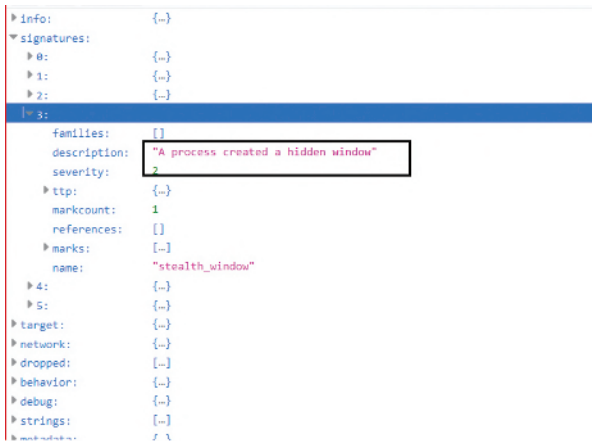 info: {…}
signatures:
0: {…}
1: {…}
2: {…}
3:
families: []
description: "A process created a hidden window"
severity: 2
ttp: {…}
markcount: 1
references: []
marks: […]
name: "stealth_window"
4: {…}
5: {…}
target: {…}
network: {…}
dropped: […]
behavior: {…}
debug: {…}
strings: […]
metadata: {…}